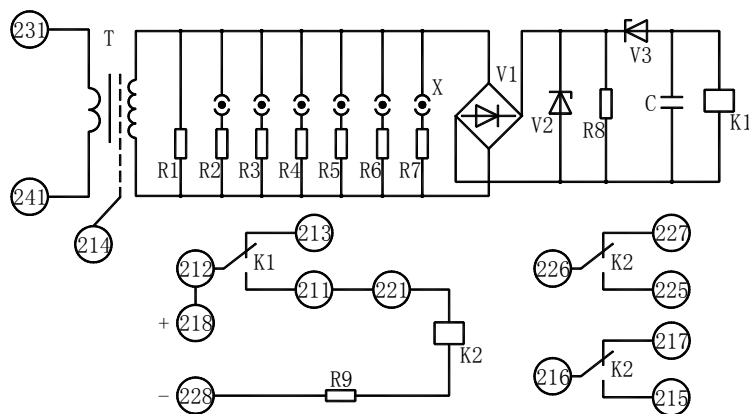 231 T
X V1 V3
V2 R8 C K1
R1 R2 R3 R4 R5 R6 R7
241
214
213 227
212 K1 226 K2
211 221 225
+ 218
K2 217
216 K2
− 228 R9 215